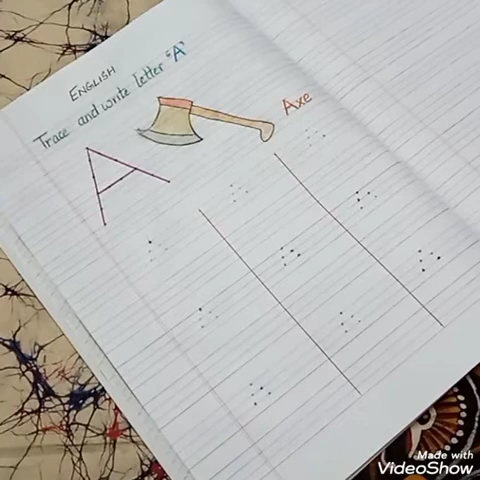 ENGLISH
Trace and write letter "A"
Axe
A
Made with
VideoShow